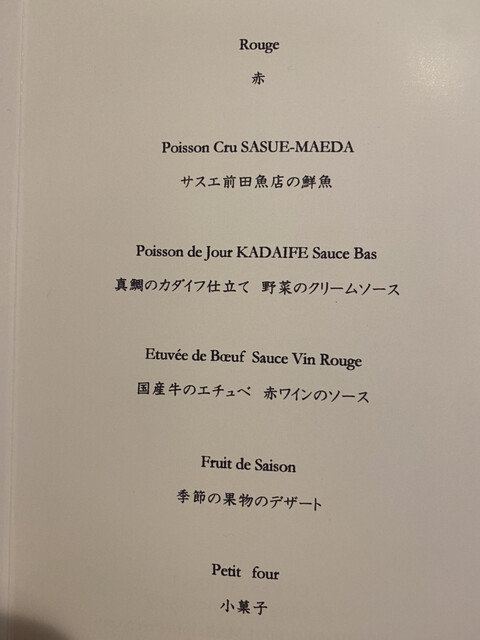 Rouge
赤
Poisson Cru SASUE-MAEDA
サスエ前田魚店の鮮魚
Poisson de Jour KADAIFE Sauce Bas
真鯛のカダイフ仕立て 野菜のクリームソース
Etuvée de Bœuf Sauce Vin Rouge
国産牛のエチュベ 赤ワインのソース
Fruit de Saison
季節の果物のデザート
Petit four
小菓子